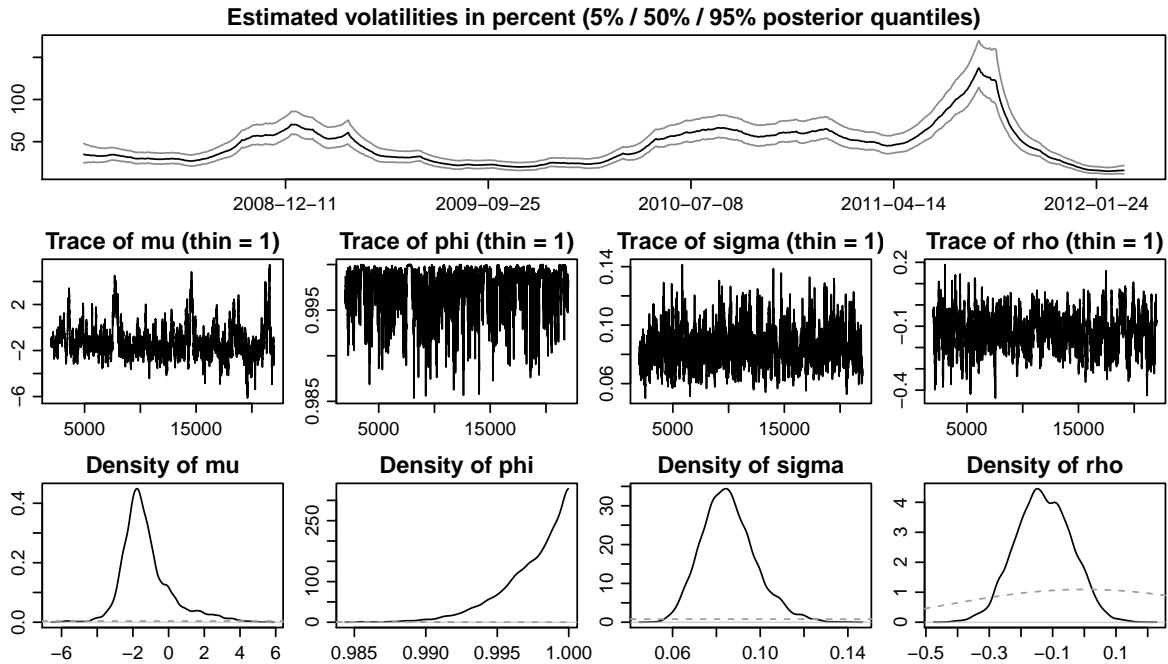 Estimated volatilities in percent (5% / 50% / 95% posterior quantiles)
50 100
2008−12−11 2009−09−25 2010−07−08 2011−04−14 2012−01−24
Trace of mu (thin = 1) Trace of phi (thin = 1) Trace of sigma (thin = 1) Trace of rho (thin = 1)
−6 −2 2 0.985 0.995 0.06 0.10 0.14 −0.4 −0.1 0.2
5000 15000 5000 15000 5000 15000 5000 15000
Density of mu Density of phi Density of sigma Density of rho
0.0 0.2 0.4 0 100 250 0 10 20 30 0 1 2 3 4
−6 −2 0 2 4 6 0.985 0.990 0.995 1.000 0.06 0.08 0.10 0.12 0.14 −0.5 −0.3 −0.1 0.1